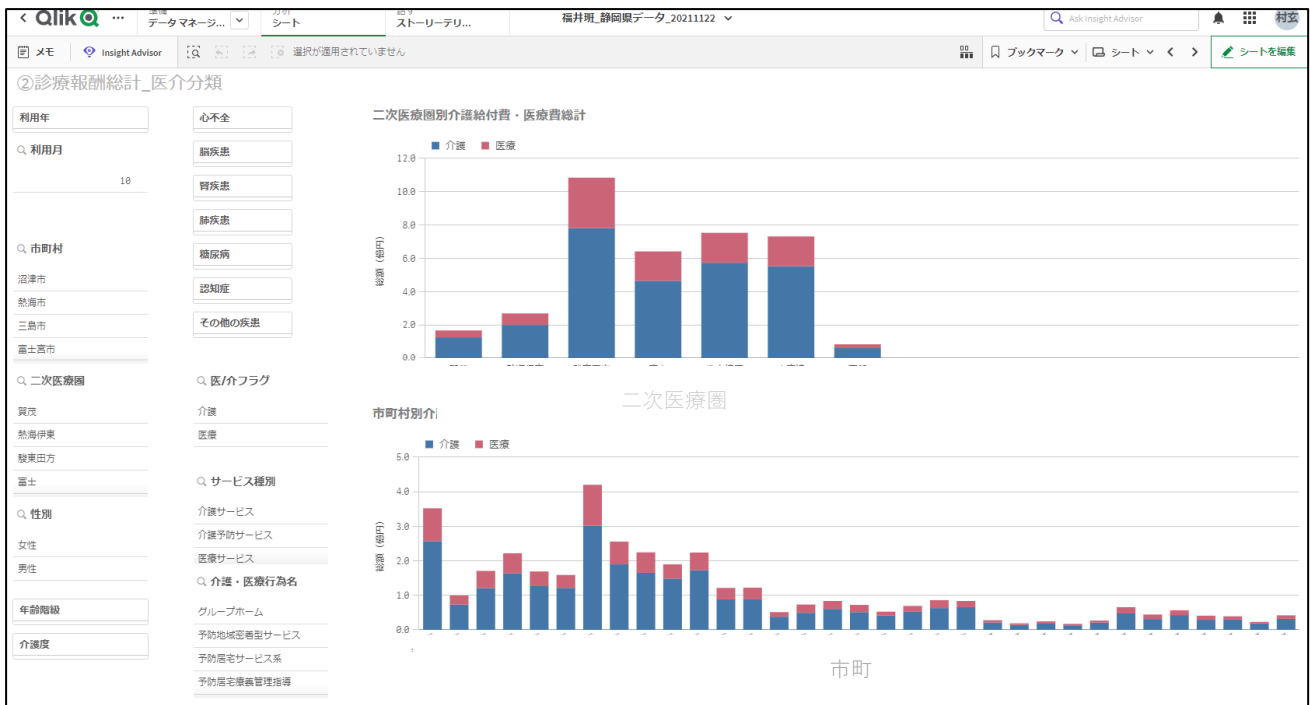 Qlik
データ マネージ...
分析
シート
ストーリーテリ...
福井班_静岡県データ_20211122
Ask Insight Advisor
村玄
メモ
Insight Advisor
選択が適用されていません
ブックマーク
シート
シートを編集
②診療報酬総計_医介分類
利用年
利用月
10
市町村
沼津市
熱海市
三島市
富士宮市
二次医療圏
賀茂
熱海伊東
駿東田方
富士
性別
女性
男性
年齢階級
介護度
心不全
脳疾患
腎疾患
肺疾患
糖尿病
認知症
その他の疾患
医/介フラグ
介護
医療
サービス種別
介護サービス
介護予防サービス
医療サービス
介護・医療行為名
グループホーム
予防地域密着型サービス
予防居宅サービス系
予防居宅療養管理指導
二次医療圏別介護給付費・医療費総計
介護 医療
総額（億円）
12.0
10.0
8.0
6.0
4.0
2.0
0.0
二次医療圏
市町村別介
介護 医療
総額（億円）
5.0
4.0
3.0
2.0
1.0
0.0
市町